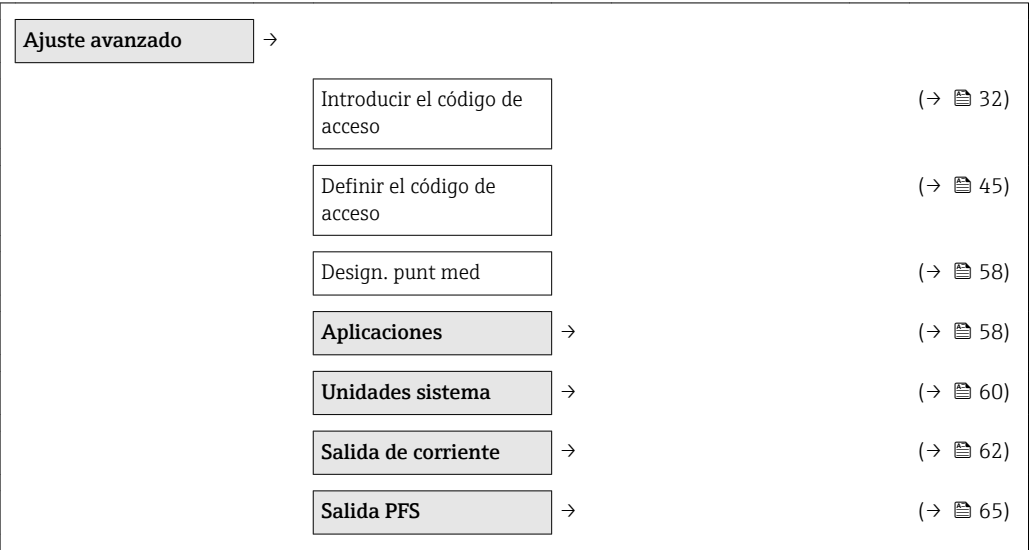 Ajuste avanzado →
Introducir el código de (→ 32)
acceso
Definir el código de (→ 45)
acceso
Design. punt med (→ 58)
Aplicaciones → (→ 58)
Unidades sistema → (→ 60)
Salida de corriente → (→ 62)
Salida PFS → (→ 65)